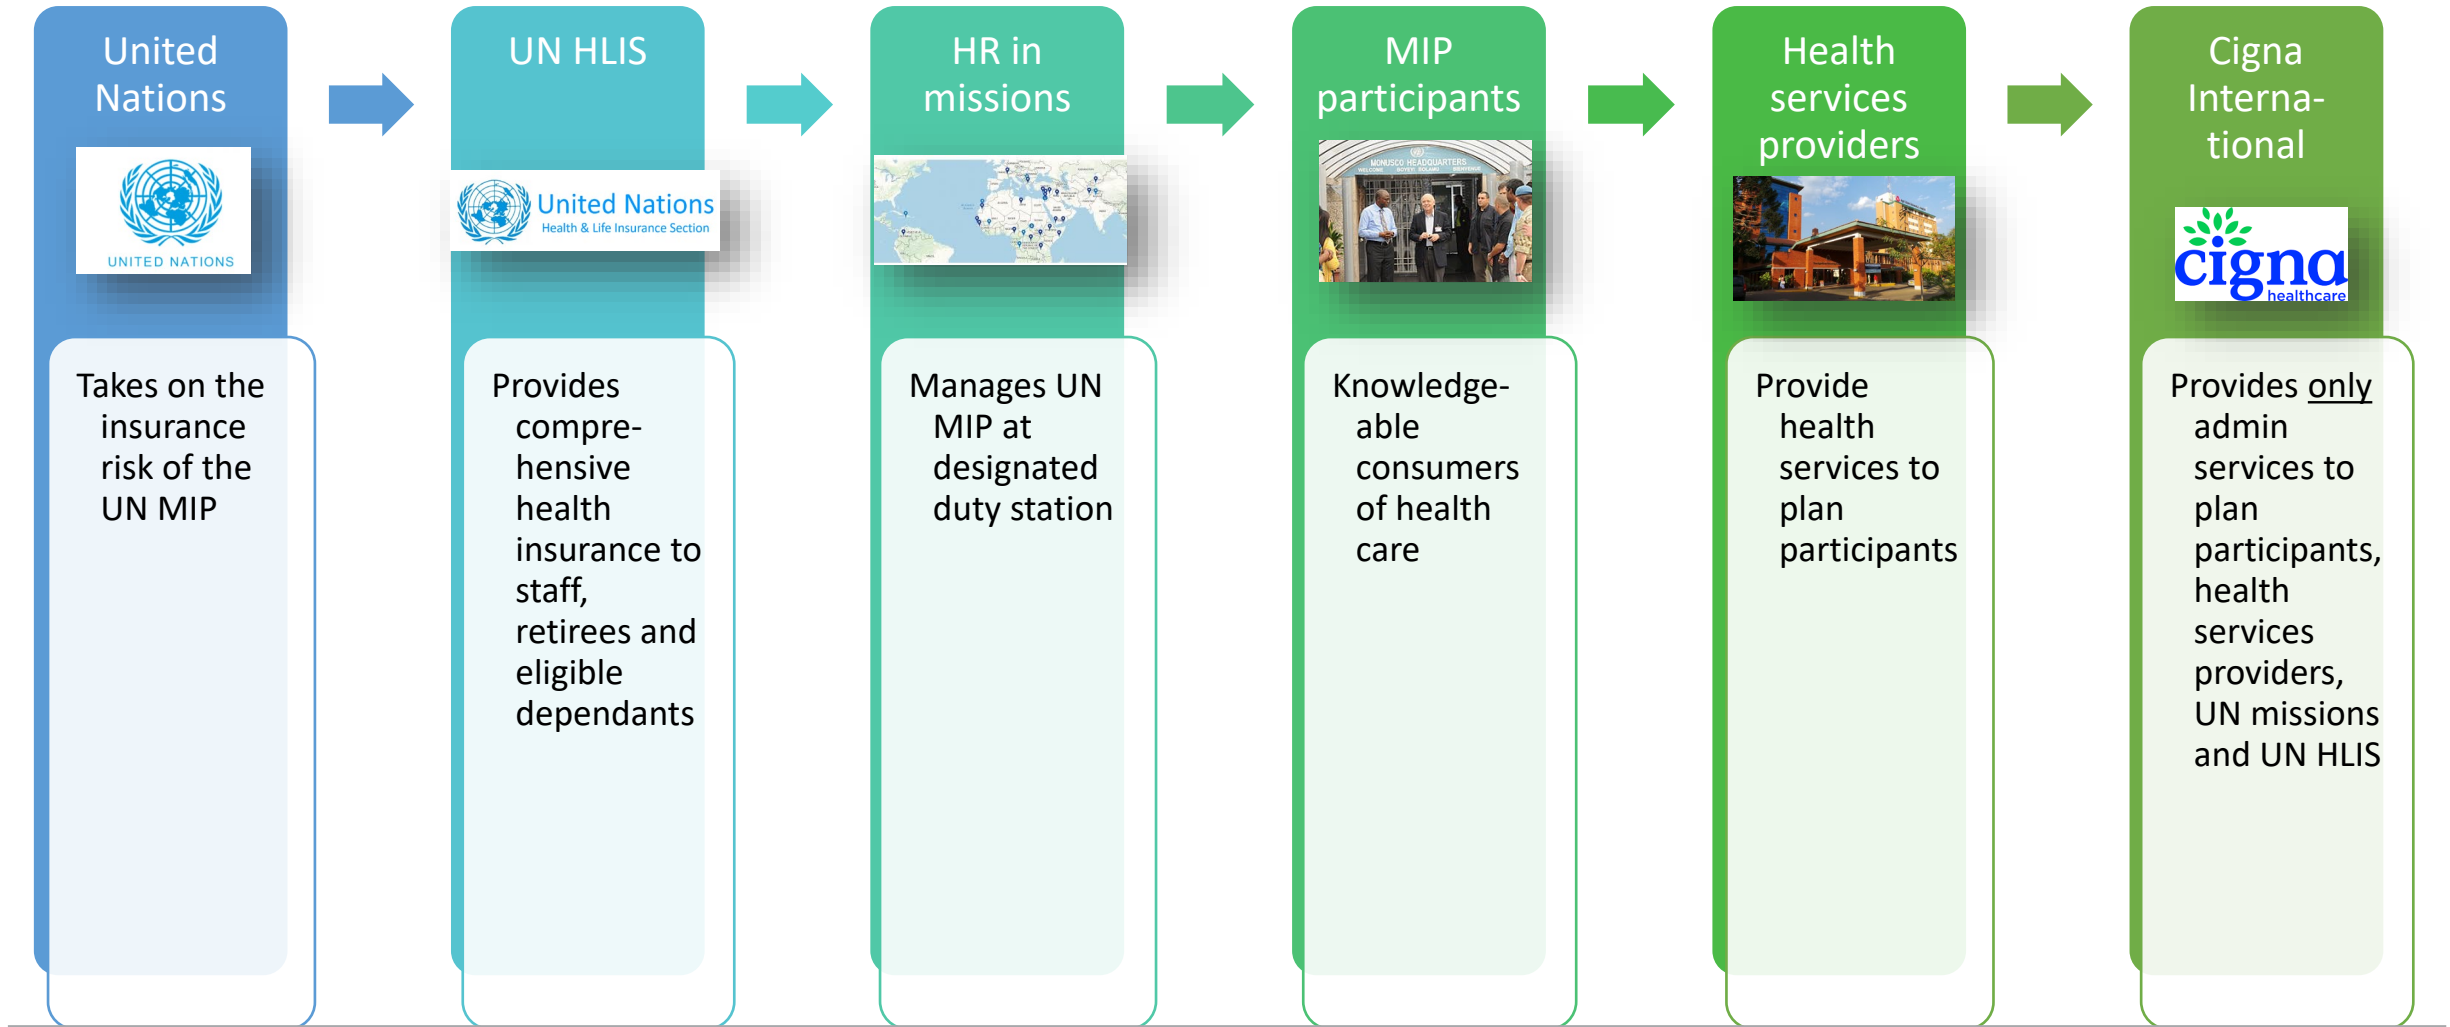 United
Nations
UNITED NATIONS
Takes on the
insurance
risk of the
UN MIP
UN HLIS
United Nations
Health & Life Insurance Section
Provides
compre-
hensive
health
insurance to
staff,
retirees and
eligible
dependants
HR in
missions
Manages UN
MIP at
designated
duty station
MIP
participants
MONUSCO HEADQUARTERS
WELCOME BOYEYI BOLAMU BIENVENUE
Knowledge-
able
consumers
of health
care
Health
services
providers
Provide
health
services to
plan
participants
Cigna
Interna-
tional
cigna
healthcare
Provides only
admin
services to
plan
participants,
health
services
providers,
UN missions
and UN HLIS